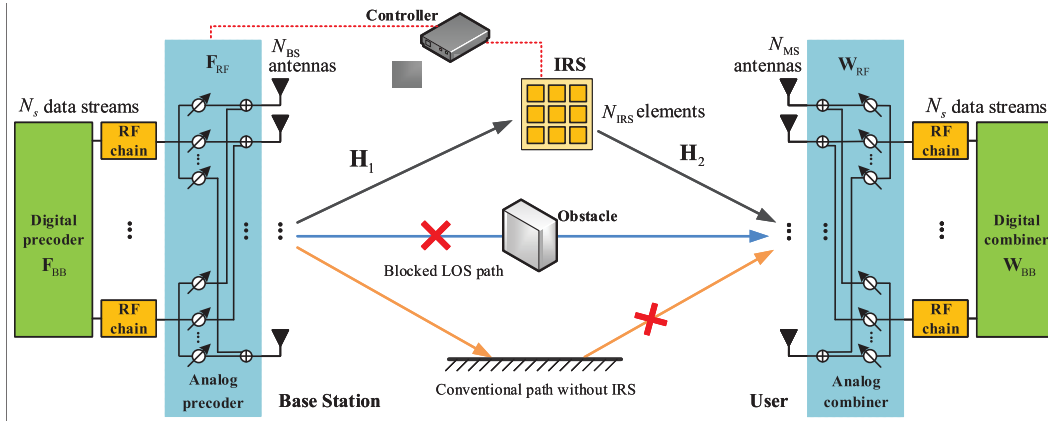 Controller
F_RF
N_BS
antennas
IRS
N_IRS elements
N_MS
antennas
W_RF
N_s data streams
RF
chain
RF
chain
...
...
...
Digital
precoder
F_BB
...
...
...
RF
chain
Analog
precoder
Base Station
H_1
H_2
Obstacle
Blocked LOS path
Conventional path without IRS
User
...
...
...
Analog
combiner
N_s data streams
RF
chain
...
RF
chain
Digital
combiner
W_BB